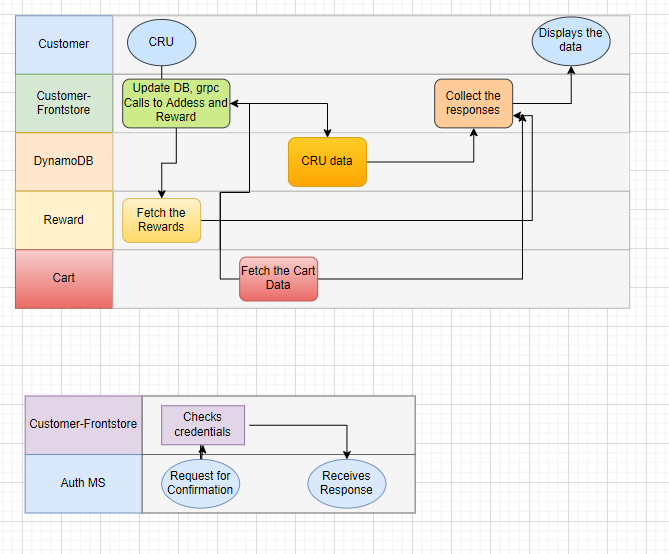 Customer
CRU
Displays the
data
Customer-
Frontstore
Update DB, grpc
Calls to Addess and
Reward
Collect the
responses
DynamoDB
CRU data
Reward
Fetch the
Rewards
Cart
Fetch the Cart
Data
Customer-Frontstore
Checks
credentials
Auth MS
Request for
Confirmation
Receives
Response